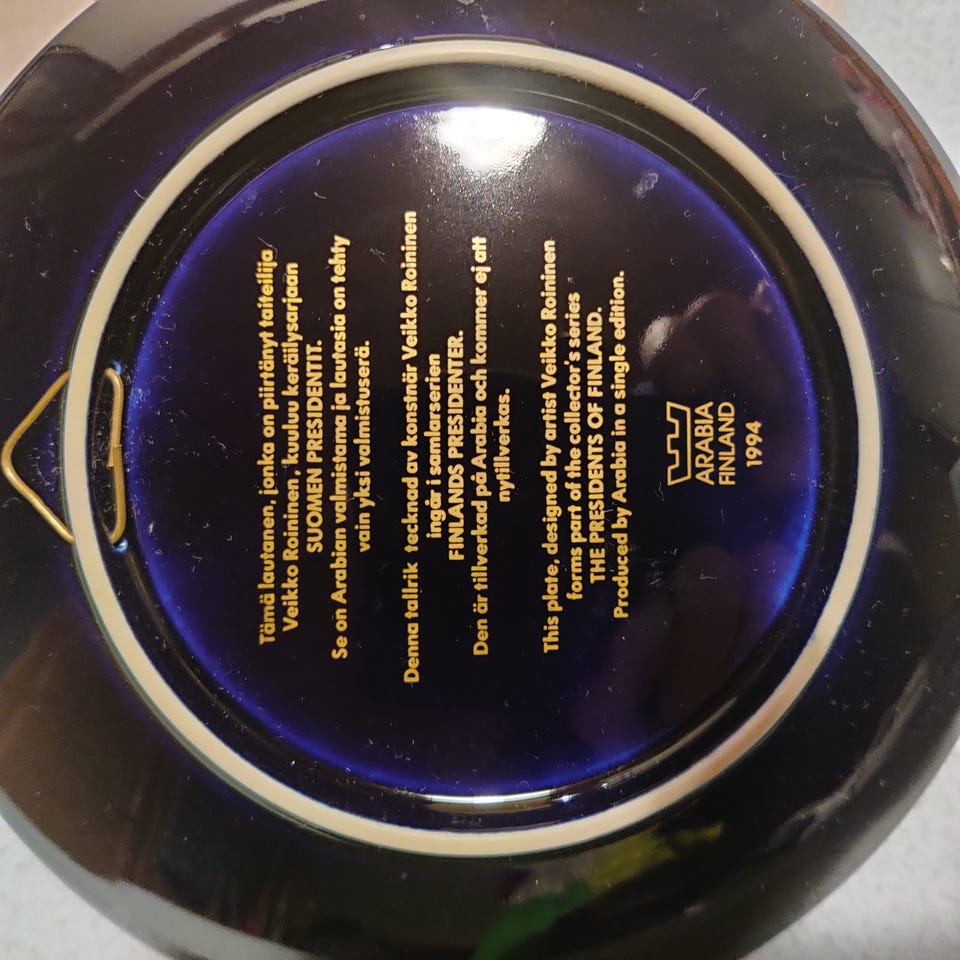 Tämä lautanen, jonka on piirtänyt taiteilija
Veikko Roininen, kuuluu keräilysarjaan
SUOMEN PRESIDENTIT.
Se on Arabian valmistama ja lautasia on tehty
vain yksi valmistuserä.
Denna tallrik tecknad av konstnär Veikko Roininen
ingår i samlarserien
FINLANDS PRESIDENTER.
Den är tillverkad på Arabia och kommer ej att
nytillverkas.
This plate, designed by artist Veikko Roininen
forms part of the collector's series
THE PRESIDENTS OF FINLAND.
Produced by Arabia in a single edition.
ARABIA
FINLAND
1994